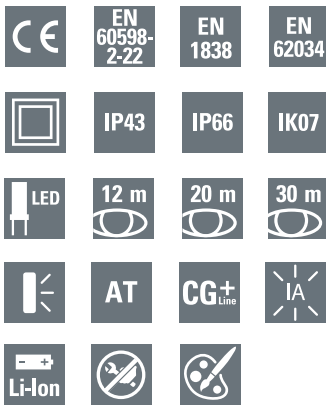 CE
EN
60598-
2-22
EN
1838
EN
62034
IP43
IP66
IK07
LED
12 m
20 m
30 m
AT
CG+
Line
IA
- +
Li-Ion